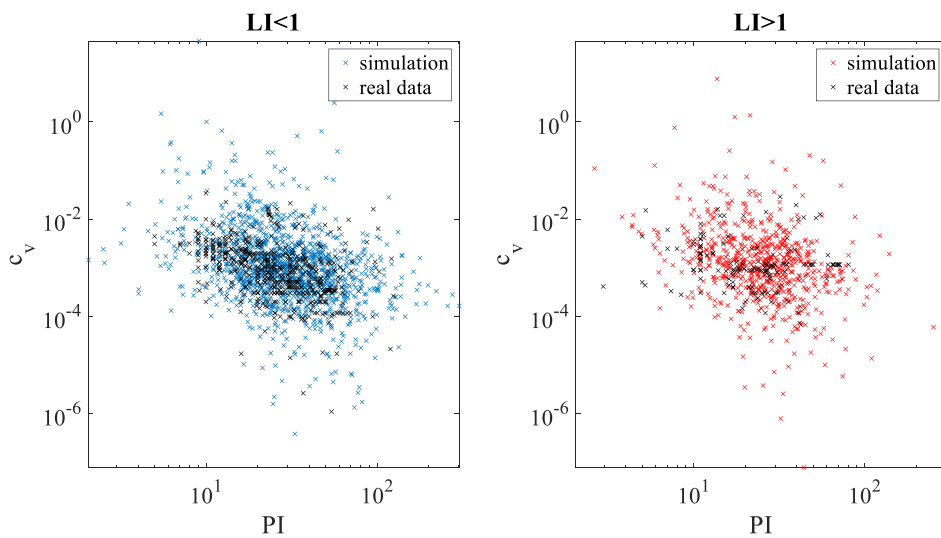 LI<1
simulation
real data
10^0
10^-2
10^-4
10^-6
c_v
10^1
10^2
PI
LI>1
simulation
real data
10^0
10^-2
10^-4
10^-6
c_v
10^1
10^2
PI